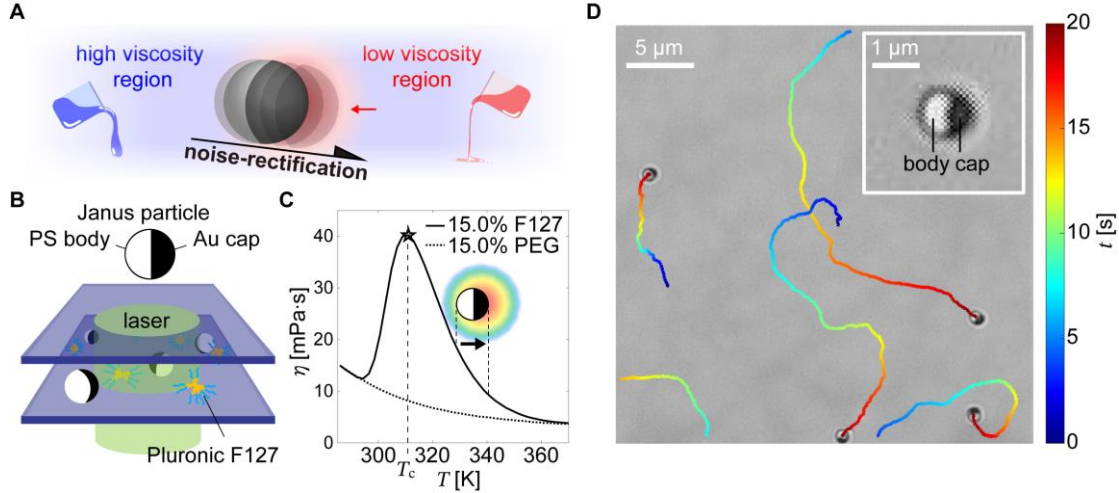 A
high viscosity
region
low viscosity
region
noise-rectification
B
Janus particle
PS body
Au cap
laser
Pluronic F127
C
η [mPa·s]
40
30
20
10
0
15.0% F127
15.0% PEG
300
310
320
340
360
T_c
T [K]
D
5 µm
1 µm
body cap
20
15
10
5
0
t [s]